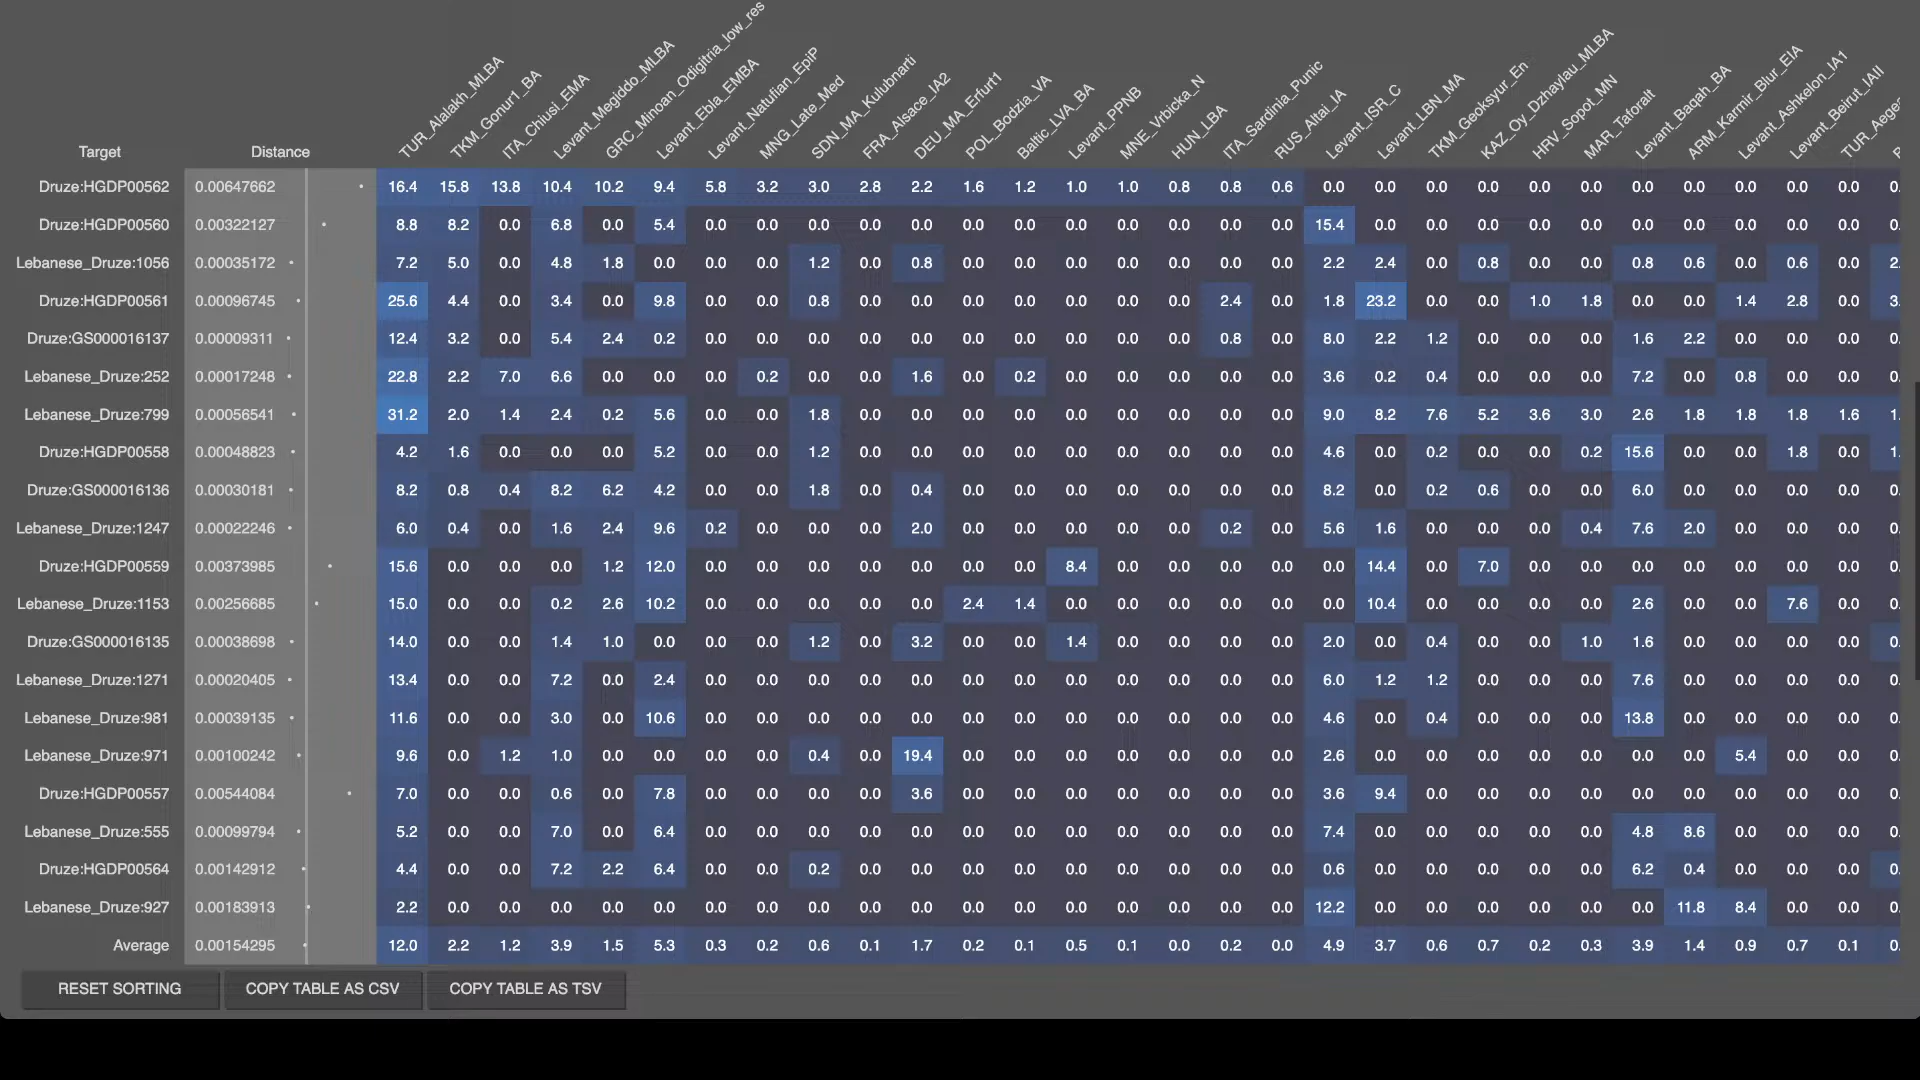 Target Distance TUR_Alalakh_MLBA TKM_Gonur1_BA ITA_Chiusi_EMA Levant_Megiddo_MLBA GRC_Minoan_Odigitria_low_res Levant_Ebla_EMBA Levant_Natufian_EpiP MNG_Late_Med SDN_MA_Kulubnarti FRA_Alsace_IA2 DEU_MA_Erfurt1 POL_Bodzia_VA Baltic_LVA_BA Levant_PPNB MNE_Vrbicka_N HUN_LBA ITA_Sardinia_Punic RUS_Altai_IA Levant_ISR_C Levant_LBN_MA TKM_Geoksyur_En KAZ_Oy_Dzhaylau_MLBA HRV_Sopot_MN MAR_Taforalt Levant_Baqah_BA ARM_Karmir_Blur_EIA Levant_Ashkelon_IA1 Levant_Beirut_IAII
Druze:HGDP00562 0.00647662 16.4 15.8 13.8 10.4 10.2 9.4 5.8 3.2 3.0 2.8 2.2 1.6 1.2 1.0 1.0 0.8 0.8 0.6 0.0 0.0 0.0 0.0 0.0 0.0 0.0 0.0 0.0 0.0 0.0 0.
Druze:HGDP00560 0.00322127 8.8 8.2 0.0 6.8 0.0 5.4 0.0 0.0 0.0 0.0 0.0 0.0 0.0 0.0 0.0 0.0 0.0 0.0 15.4 0.0 0.0 0.0 0.0 0.0 0.0 0.0 0.0 0.0 0.0 0.
Lebanese_Druze:1056 0.00035172 7.2 5.0 0.0 4.8 1.8 0.0 0.0 0.0 1.2 0.0 0.8 0.0 0.0 0.0 0.0 0.0 0.0 0.0 2.2 2.4 0.0 0.8 0.0 0.0 0.8 0.6 0.0 0.6 0.0 2.
Druze:HGDP00561 0.00096745 25.6 4.4 0.0 3.4 0.0 9.8 0.0 0.0 0.8 0.0 0.0 0.0 0.0 0.0 0.0 0.0 2.4 0.0 1.8 23.2 0.0 0.0 1.0 1.8 0.0 0.0 1.4 2.8 0.0 3.
Druze:GS000016137 0.00009311 12.4 3.2 0.0 5.4 2.4 0.2 0.0 0.0 0.0 0.0 0.0 0.0 0.0 0.0 0.0 0.0 0.8 0.0 8.0 2.2 1.2 0.0 0.0 0.0 1.6 2.2 0.0 0.0 0.0 0.
Lebanese_Druze:252 0.00017248 22.8 2.2 7.0 6.6 0.0 0.0 0.0 0.2 0.0 0.0 1.6 0.0 0.2 0.0 0.0 0.0 0.0 0.0 3.6 0.2 0.4 0.0 0.0 0.0 7.2 0.0 0.8 0.0 0.0 0.
Lebanese_Druze:799 0.00056541 31.2 2.0 1.4 2.4 0.2 5.6 0.0 0.0 1.8 0.0 0.0 0.0 0.0 0.0 0.0 0.0 0.0 0.0 9.0 8.2 7.6 5.2 3.6 3.0 2.6 1.8 1.8 1.8 1.6 1.
Druze:HGDP00558 0.00048823 4.2 1.6 0.0 0.0 0.0 5.2 0.0 0.0 1.2 0.0 0.0 0.0 0.0 0.0 0.0 0.0 0.0 0.0 4.6 0.0 0.2 0.0 0.0 0.2 15.6 0.0 0.0 1.8 0.0 1.
Druze:GS000016136 0.00030181 8.2 0.8 0.4 8.2 6.2 4.2 0.0 0.0 1.8 0.0 0.4 0.0 0.0 0.0 0.0 0.0 0.0 0.0 8.2 0.0 0.2 0.6 0.0 0.0 6.0 0.0 0.0 0.0 0.0 0.
Lebanese_Druze:1247 0.00022246 6.0 0.4 0.0 1.6 2.4 9.6 0.2 0.0 0.0 0.0 2.0 0.0 0.0 0.0 0.0 0.0 0.2 0.0 5.6 1.6 0.0 0.0 0.0 0.4 7.6 2.0 0.0 0.0 0.0 0.
Druze:HGDP00559 0.00373985 15.6 0.0 0.0 0.0 1.2 12.0 0.0 0.0 0.0 0.0 0.0 0.0 0.0 8.4 0.0 0.0 0.0 0.0 0.0 14.4 0.0 7.0 0.0 0.0 0.0 0.0 0.0 0.0 0.0 0.
Lebanese_Druze:1153 0.00256685 15.0 0.0 0.0 0.2 2.6 10.2 0.0 0.0 0.0 0.0 0.0 2.4 1.4 0.0 0.0 0.0 0.0 0.0 0.0 10.4 0.0 0.0 0.0 0.0 2.6 0.0 0.0 7.6 0.0 0.
Druze:GS000016135 0.00038698 14.0 0.0 0.0 1.4 1.0 0.0 0.0 0.0 1.2 0.0 3.2 0.0 0.0 1.4 0.0 0.0 0.0 0.0 2.0 0.0 0.4 0.0 0.0 1.0 1.6 0.0 0.0 0.0 0.0 0.
Lebanese_Druze:1271 0.00020405 13.4 0.0 0.0 7.2 0.0 2.4 0.0 0.0 0.0 0.0 0.0 0.0 0.0 0.0 0.0 0.0 0.0 0.0 6.0 1.2 1.2 0.0 0.0 0.0 7.6 0.0 0.0 0.0 0.0 0.
Lebanese_Druze:981 0.00039135 11.6 0.0 0.0 3.0 0.0 10.6 0.0 0.0 0.0 0.0 0.0 0.0 0.0 0.0 0.0 0.0 0.0 0.0 4.6 0.0 0.4 0.0 0.0 0.0 13.8 0.0 0.0 0.0 0.0 0.
Lebanese_Druze:971 0.00100242 9.6 0.0 1.2 1.0 0.0 0.0 0.0 0.0 0.4 0.0 19.4 0.0 0.0 0.0 0.0 0.0 0.0 0.0 2.6 0.0 0.0 0.0 0.0 0.0 0.0 0.0 5.4 0.0 0.0 0.
Druze:HGDP00557 0.00544084 7.0 0.0 0.0 0.6 0.0 7.8 0.0 0.0 0.0 0.0 3.6 0.0 0.0 0.0 0.0 0.0 0.0 0.0 3.6 9.4 0.0 0.0 0.0 0.0 0.0 0.0 0.0 0.0 0.0 0.
Lebanese_Druze:555 0.00099794 5.2 0.0 0.0 7.0 0.0 6.4 0.0 0.0 0.0 0.0 0.0 0.0 0.0 0.0 0.0 0.0 0.0 0.0 7.4 0.0 0.0 0.0 0.0 0.0 4.8 8.6 0.0 0.0 0.0 0.
Druze:HGDP00564 0.00142912 4.4 0.0 0.0 7.2 2.2 6.4 0.0 0.0 0.2 0.0 0.0 0.0 0.0 0.0 0.0 0.0 0.0 0.0 0.6 0.0 0.0 0.0 0.0 0.0 6.2 0.4 0.0 0.0 0.0 0.
Lebanese_Druze:927 0.00183913 2.2 0.0 0.0 0.0 0.0 0.0 0.0 0.0 0.0 0.0 0.0 0.0 0.0 0.0 0.0 0.0 0.0 0.0 12.2 0.0 0.0 0.0 0.0 0.0 0.0 11.8 8.4 0.0 0.0 0.
Average 0.00154295 12.0 2.2 1.2 3.9 1.5 5.3 0.3 0.2 0.6 0.1 1.7 0.2 0.1 0.5 0.1 0.0 0.2 0.0 4.9 3.7 0.6 0.7 0.2 0.3 3.9 1.4 0.9 0.7 0.1 0.
RESET SORTING COPY TABLE AS CSV COPY TABLE AS TSV